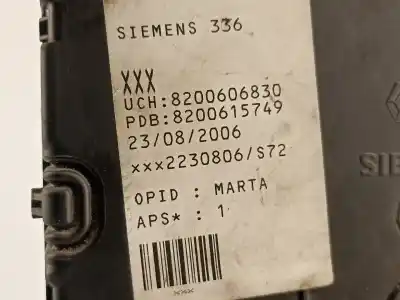 SIEMENS 336
XXX
UCH:8200606830
PDB:8200615749
23/08/2006
xxx2230806/S72
OPID : MARTA
APS* : 1